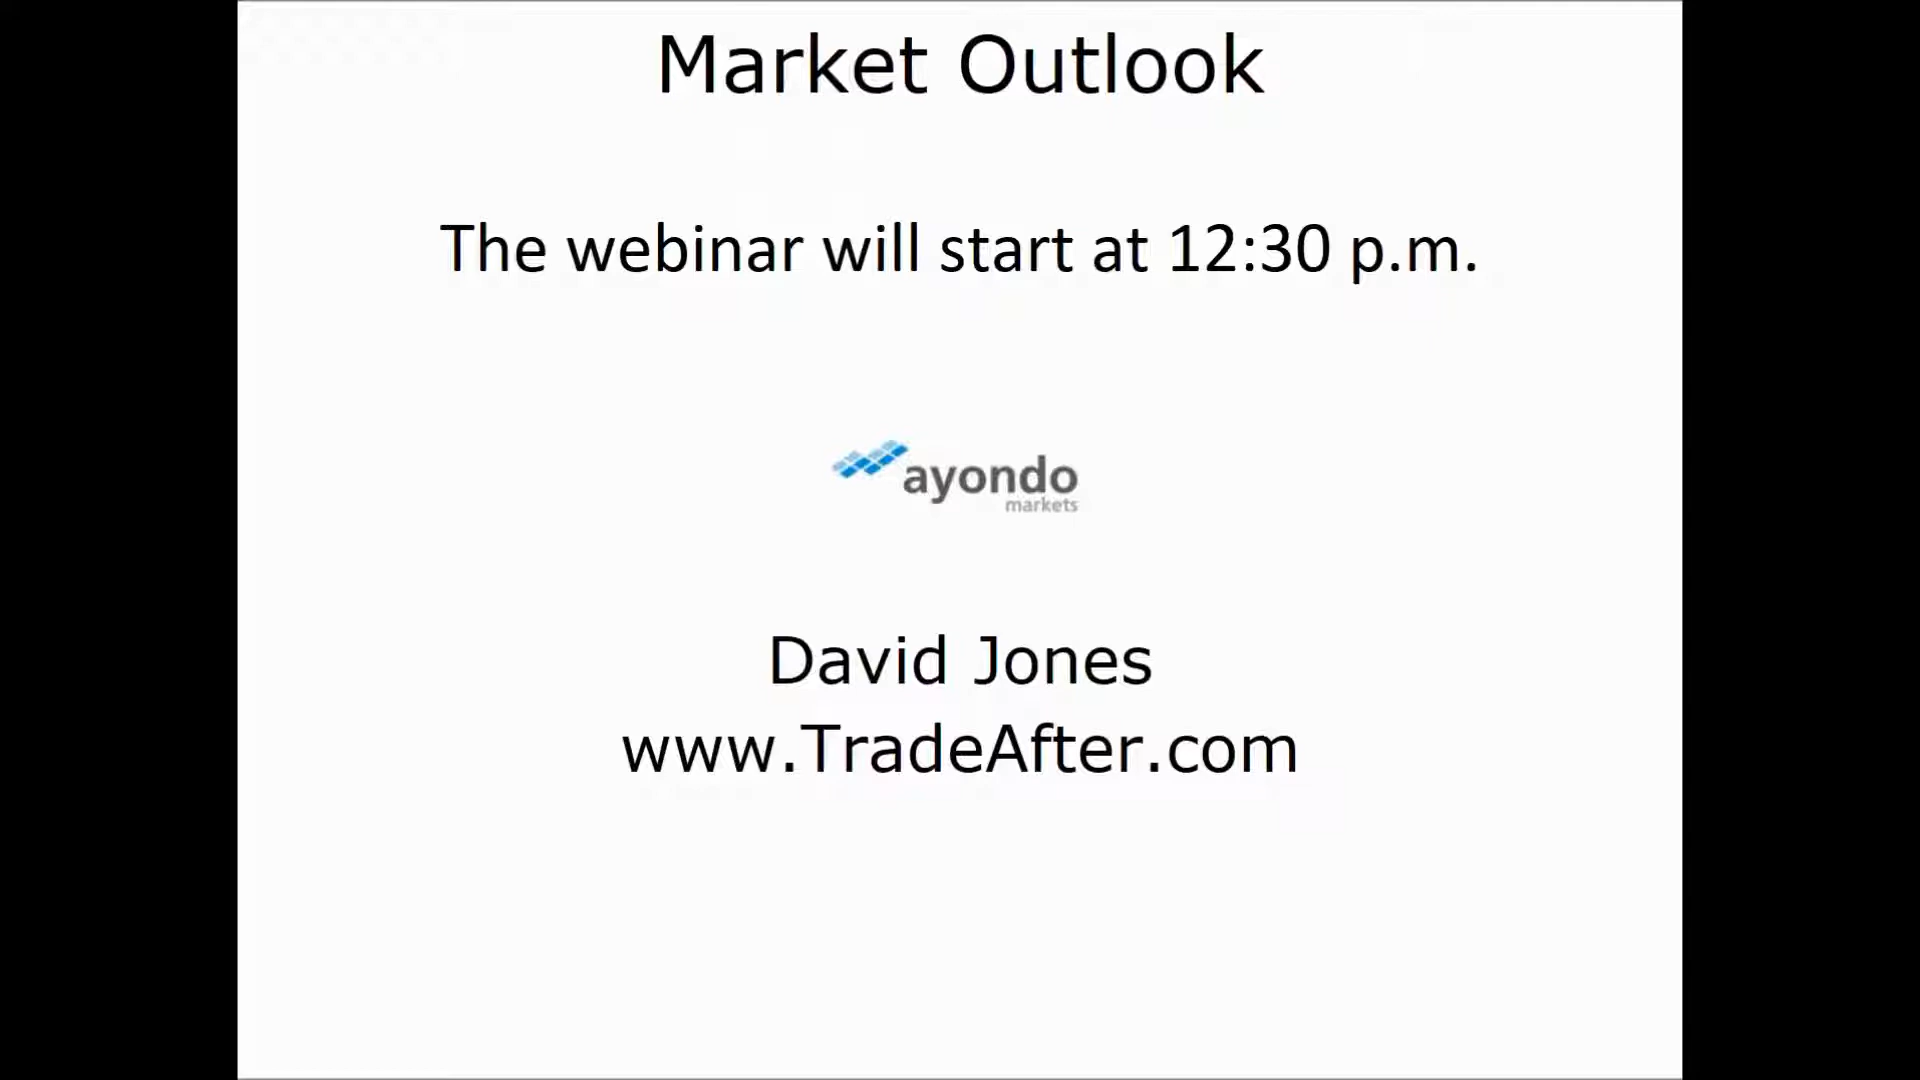 Market Outlook
The webinar will start at 12:30 p.m.
ayondo
markets
David Jones
www.TradeAfter.com